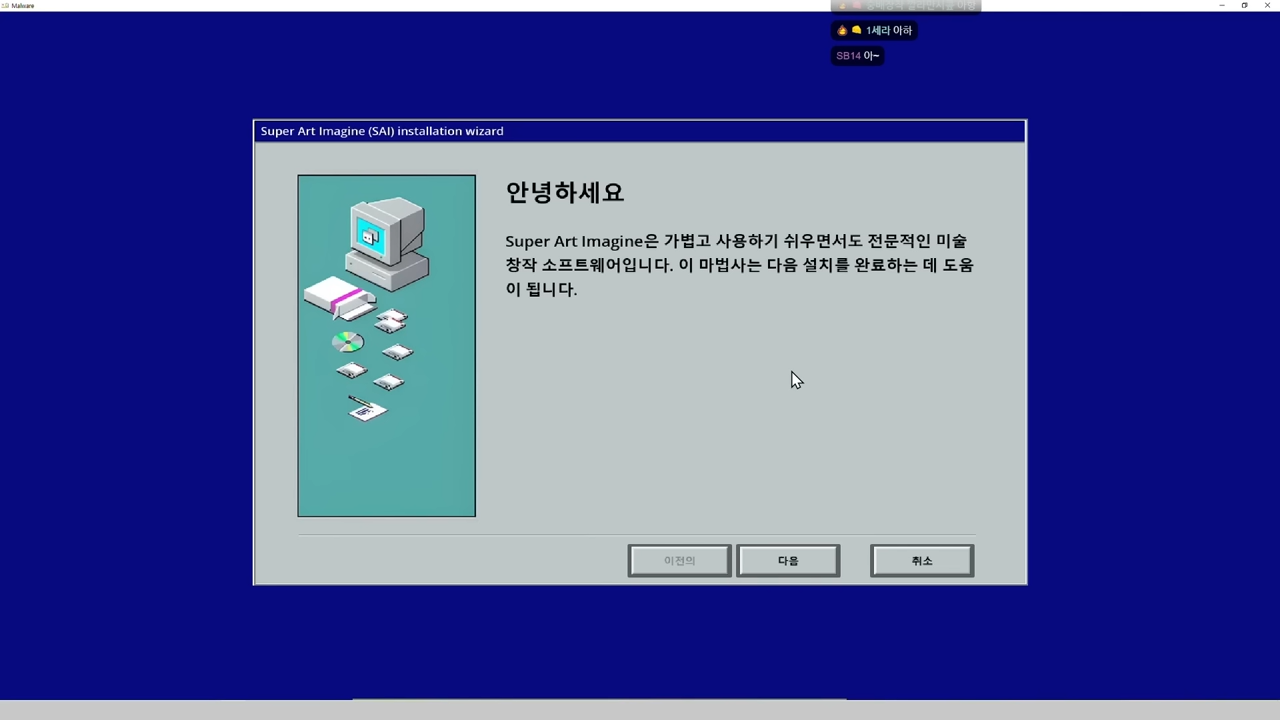 Malware
1세라 아하
SB14 아~
Super Art Imagine (SAI) installation wizard
안녕하세요
Super Art Imagine은 가볍고 사용하기 쉬우면서도 전문적인 미술
창작 소프트웨어입니다. 이 마법사는 다음 설치를 완료하는 데 도움
이 됩니다.
이전의
다음
취소